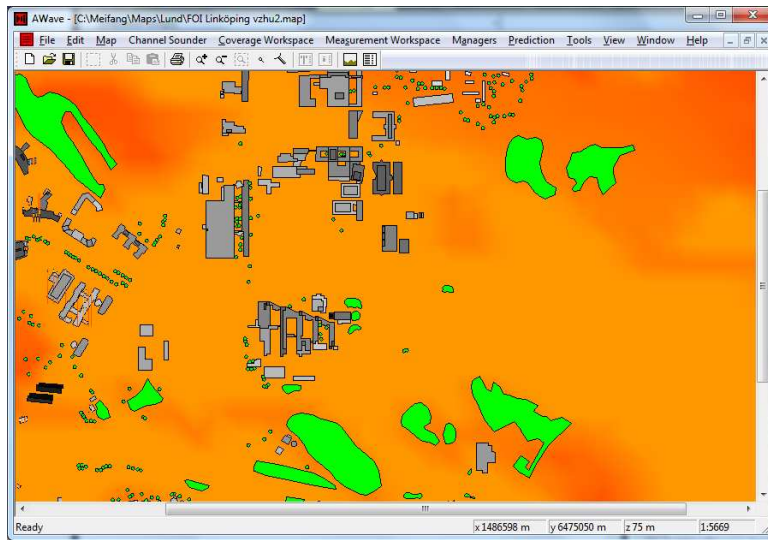 AWave - [C:\Meifang\Maps\Lund\FOI Linköping vzhu2.map]
File Edit Map Channel Sounder Coverage Workspace Measurement Workspace Managers Prediction Tools View Window Help
Ready x 1486598 m y 6475050 m z 75 m 1:5669